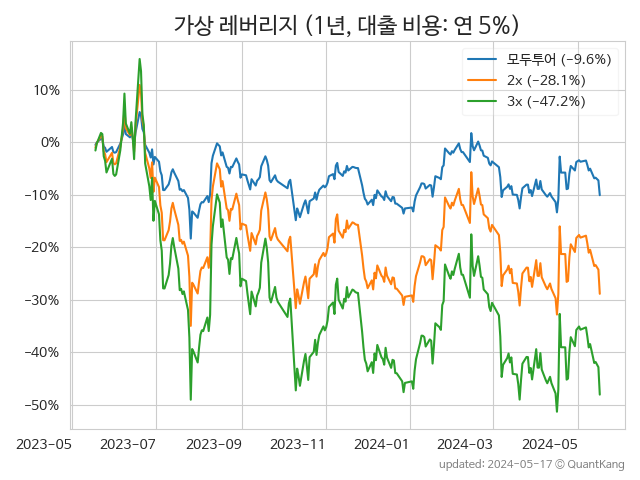 가상 레버리지 (1년, 대출 비용: 연 5%)
모두투어 (−9.6%)
2x (−28.1%)
3x (−47.2%)
10%
0%
−10%
−20%
−30%
−40%
−50%
2023-05 2023-07 2023-09 2023-11 2024-01 2024-03 2024-05
updated: 2024-05-17 © QuantKang